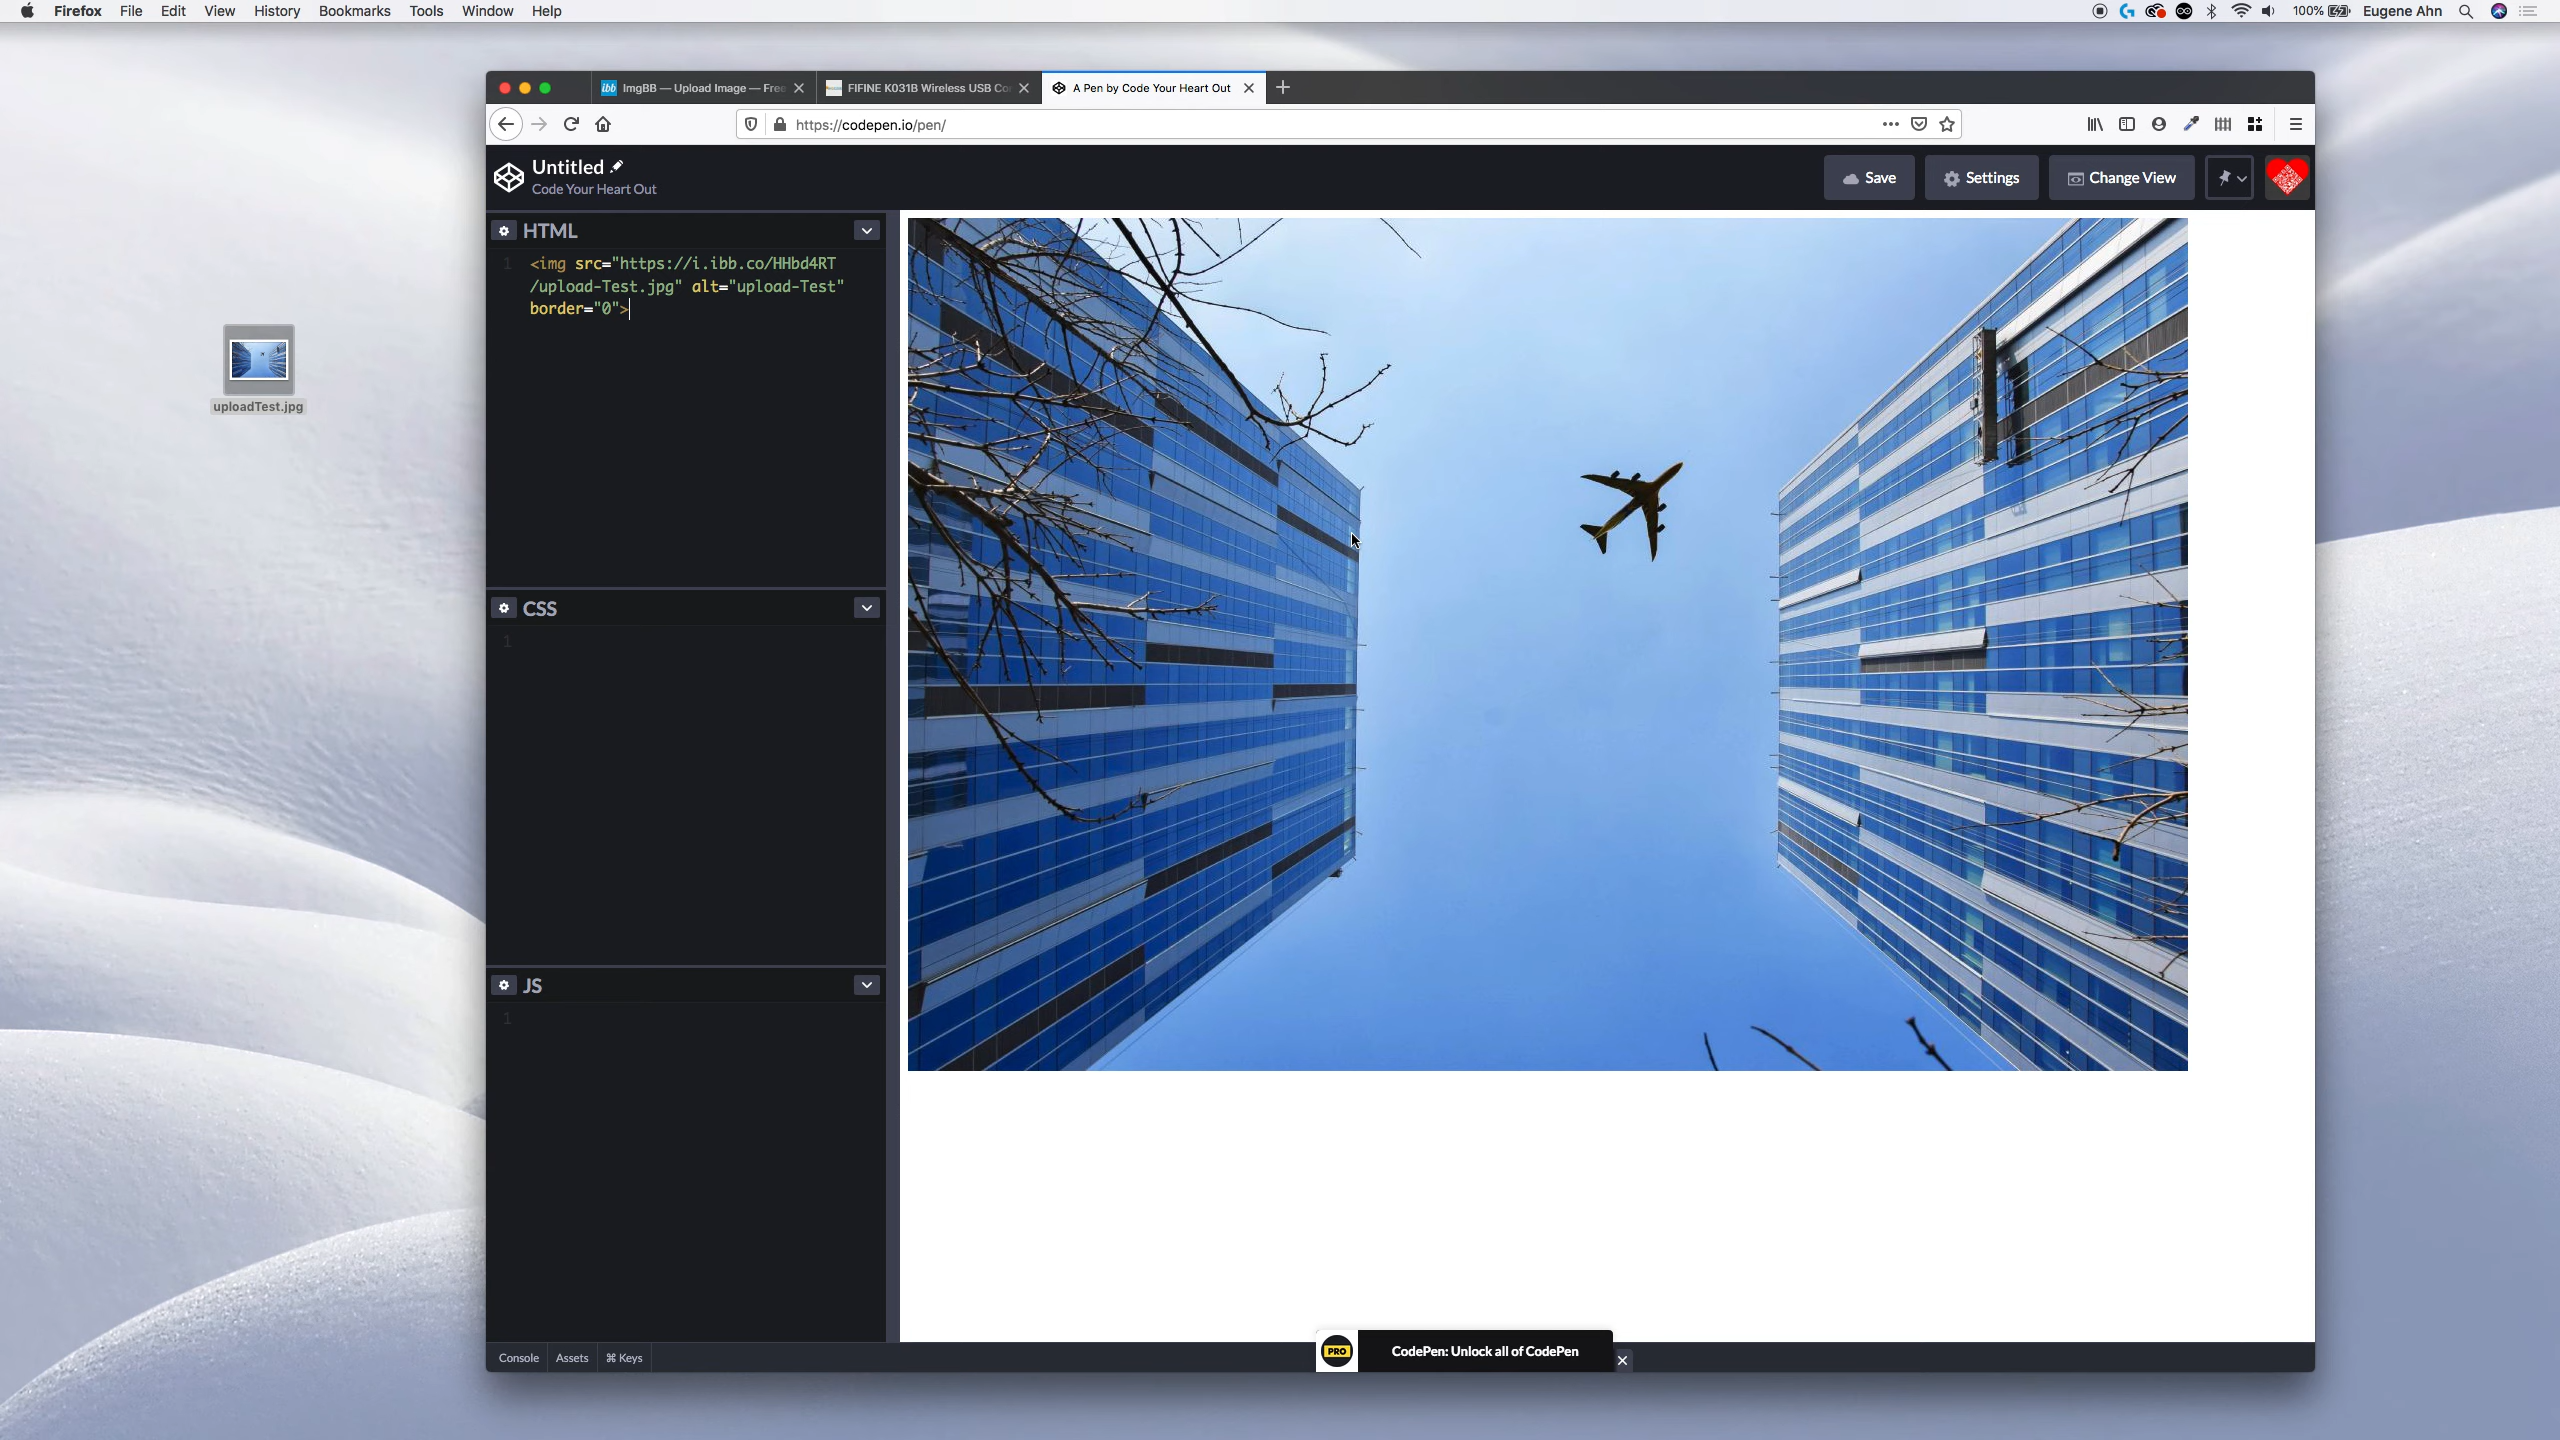 Firefox File Edit View History Bookmarks Tools Window Help
100% Eugene Ahn
ibb ImgBB — Upload Image — Free
FIFINE K031B Wireless USB Co
A Pen by Code Your Heart Out
https://codepen.io/pen/
Untitled
Code Your Heart Out
Save Settings Change View
HTML
1 <img src="https://i.ibb.co/HHbd4RT
/upload-Test.jpg" alt="upload-Test"
border="0">
uploadTest.jpg
CSS
1
JS
1
Console Assets ⌘ Keys
PRO CodePen: Unlock all of CodePen